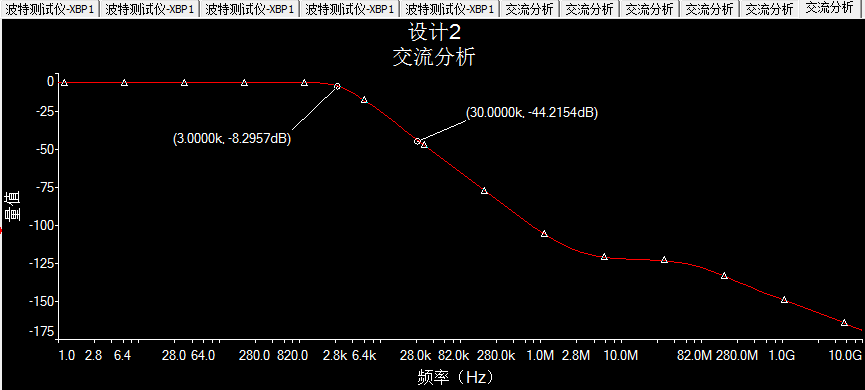 波特测试仪-XBP1 波特测试仪-XBP1 波特测试仪-XBP1 波特测试仪-XBP1 波特测试仪-XBP1 交流分析 交流分析 交流分析 交流分析 交流分析 交流分析
设计2
交流分析
0
-25
-50
-75
-100
-125
-150
-175
量值
(3.0000k, -8.2957dB)
(30.0000k, -44.2154dB)
1.0 2.8 6.4 28.0 64.0 280.0 820.0 2.8k 6.4k 28.0k 82.0k 280.0k 1.0M 2.8M 10.0M 82.0M 280.0M 1.0G 10.0G
频率（Hz）